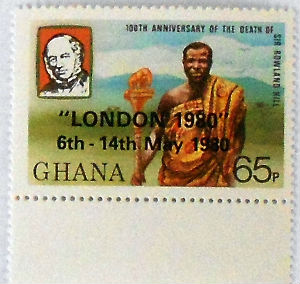 100TH ANNIVERSARY OF THE DEATH OF
SIR ROWLAND HILL
"LONDON 1980"
6th - 14th May 1980
GHANA 65P